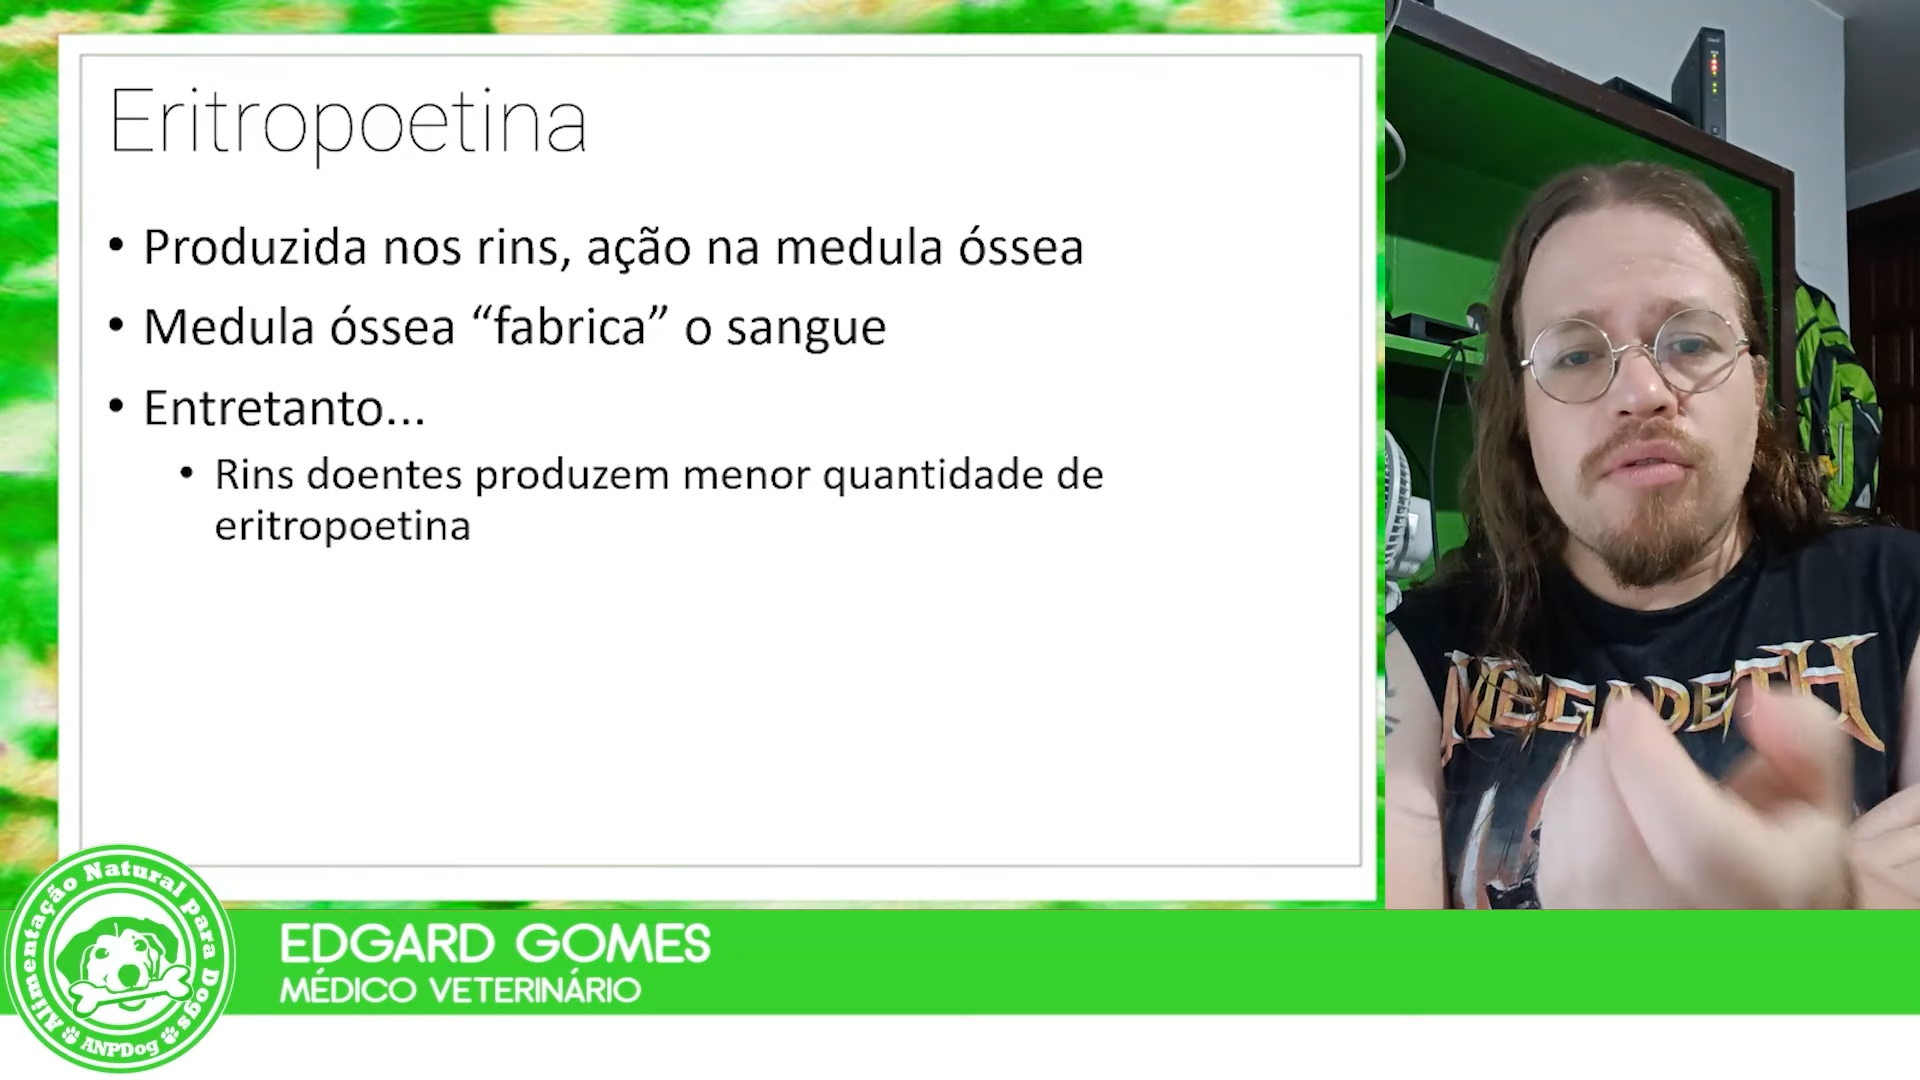 Eritropoetina
• Produzida nos rins, ação na medula óssea
• Medula óssea “fabrica” o sangue
• Entretanto...
• Rins doentes produzem menor quantidade de
eritropoetina
MEGADETH
Alimentação Natural Para Dogs
ANPDog
EDGARD GOMES
MÉDICO VETERINÁRIO